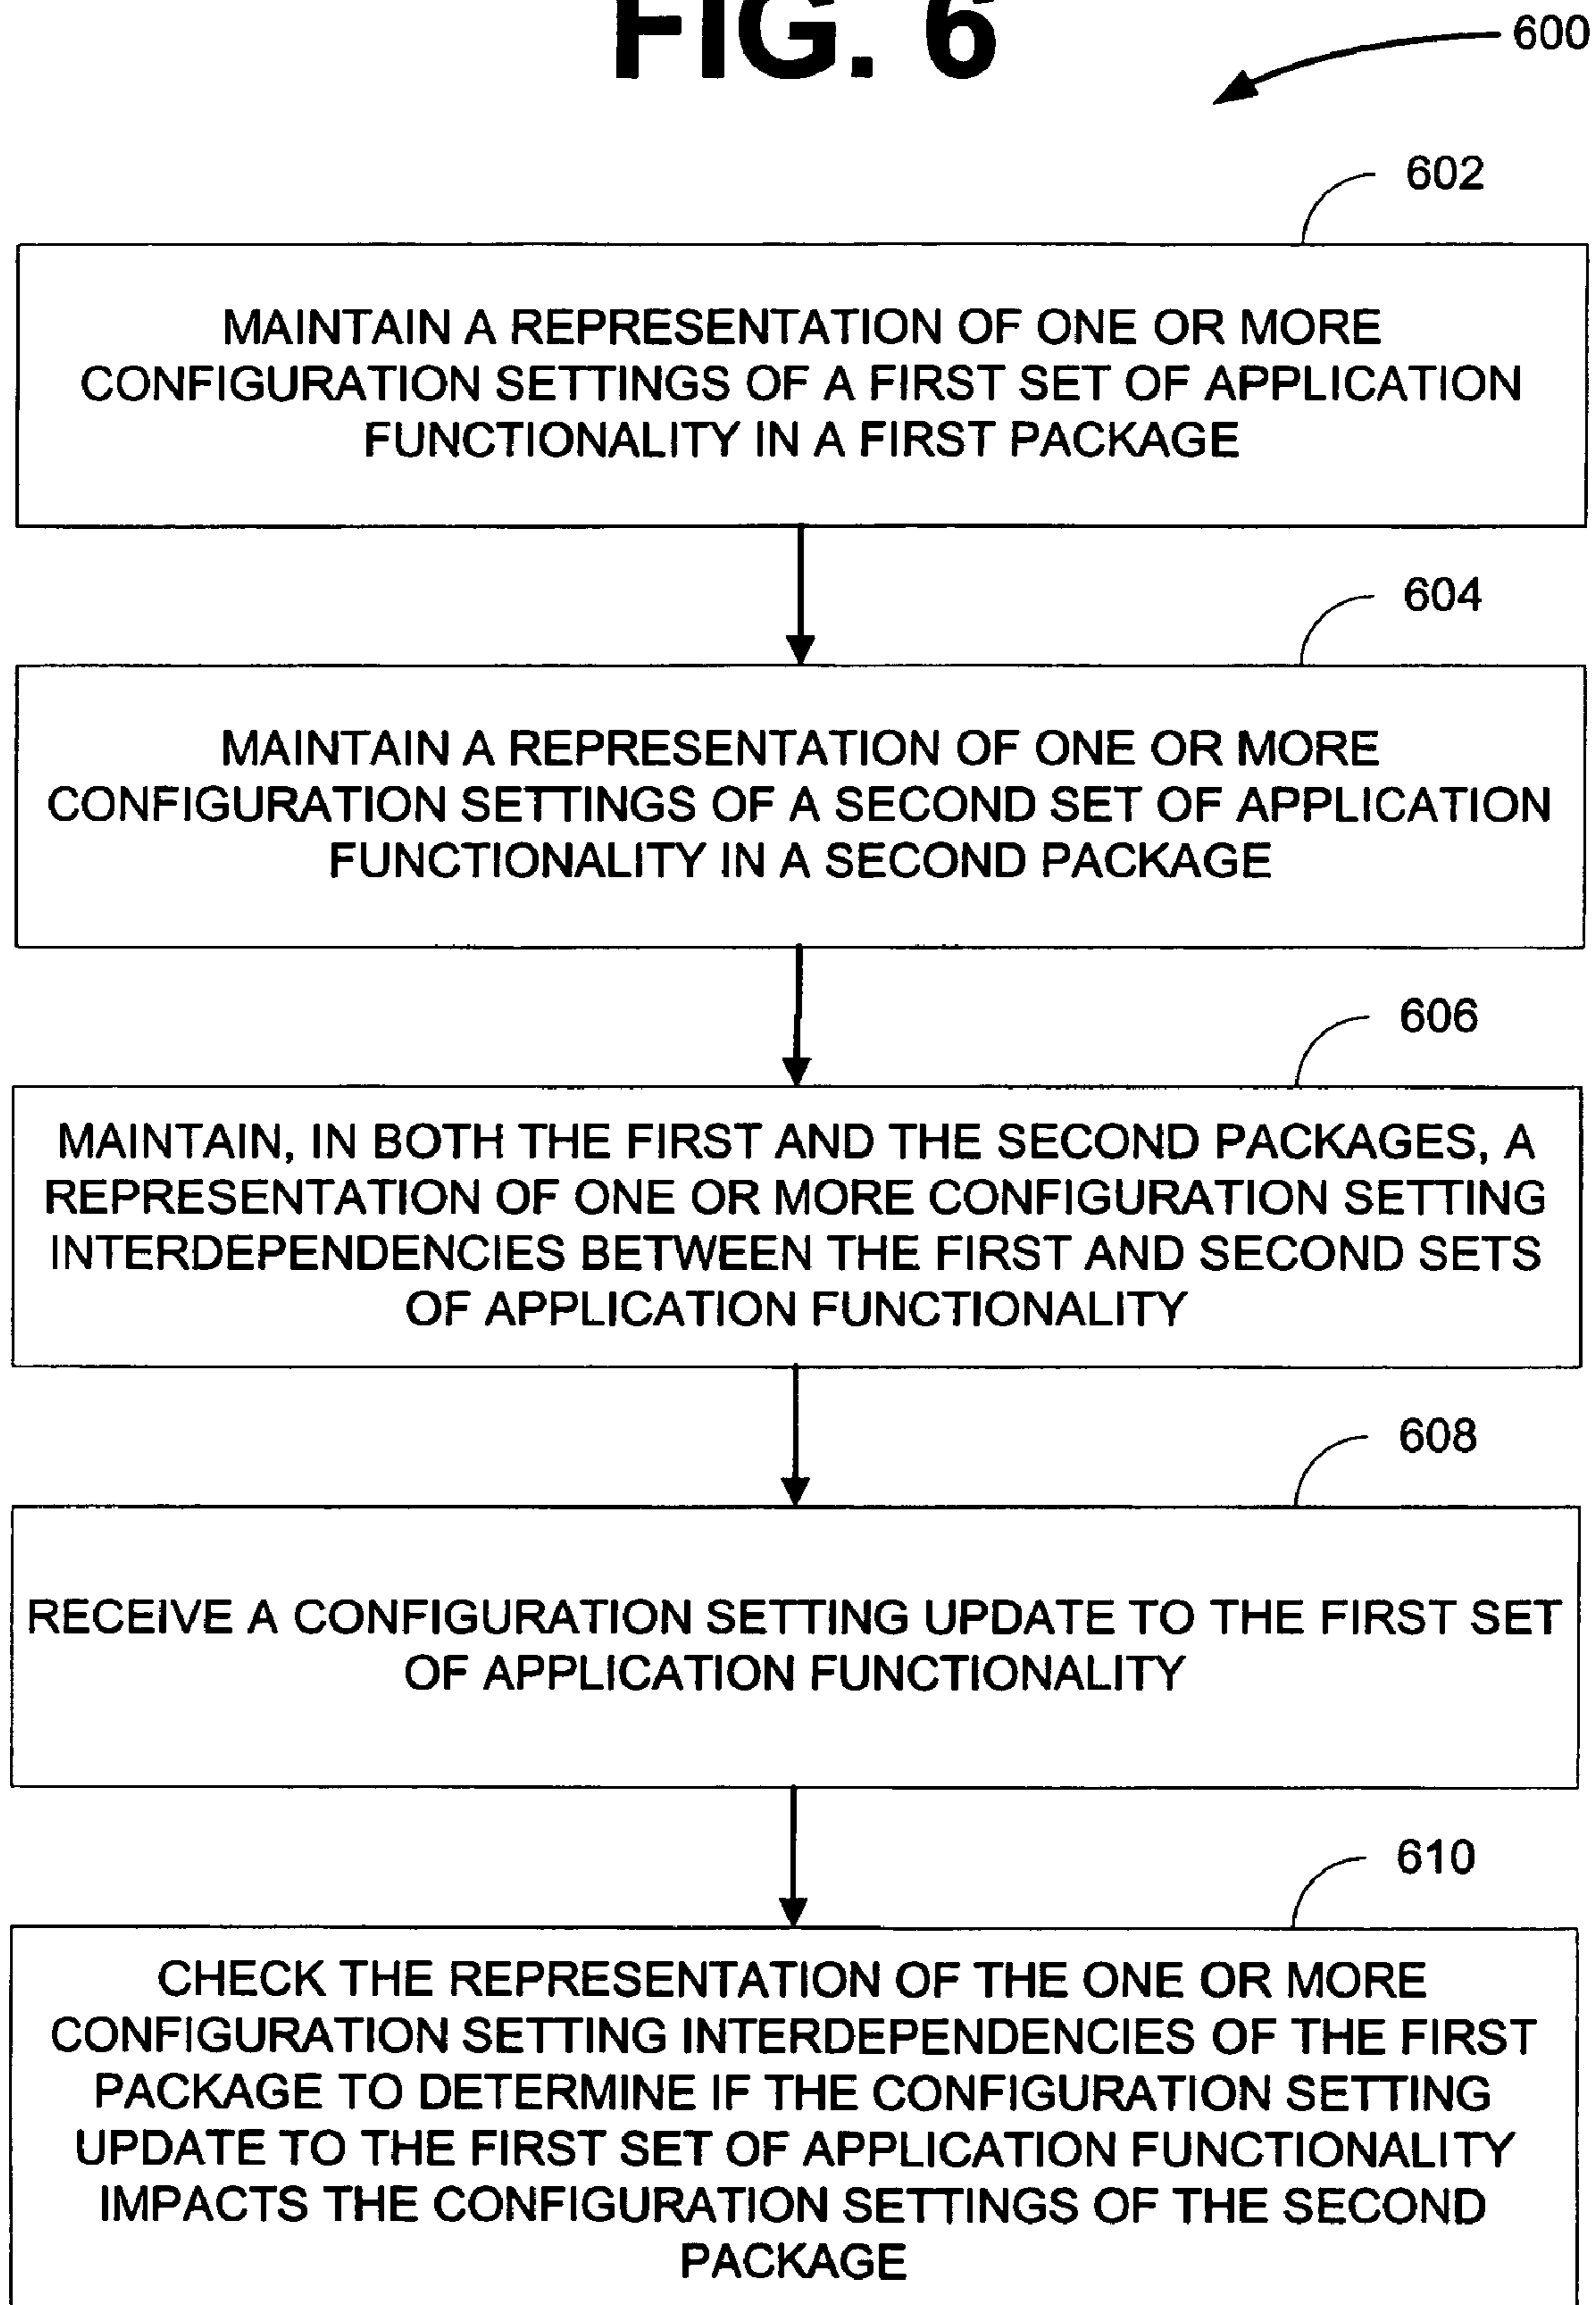 FIG. 6
600
602
MAINTAIN A REPRESENTATION OF ONE OR MORE
CONFIGURATION SETTINGS OF A FIRST SET OF APPLICATION
FUNCTIONALITY IN A FIRST PACKAGE
604
MAINTAIN A REPRESENTATION OF ONE OR MORE
CONFIGURATION SETTINGS OF A SECOND SET OF APPLICATION
FUNCTIONALITY IN A SECOND PACKAGE
606
MAINTAIN, IN BOTH THE FIRST AND THE SECOND PACKAGES, A
REPRESENTATION OF ONE OR MORE CONFIGURATION SETTING
INTERDEPENDENCIES BETWEEN THE FIRST AND SECOND SETS
OF APPLICATION FUNCTIONALITY
608
RECEIVE A CONFIGURATION SETTING UPDATE TO THE FIRST SET
OF APPLICATION FUNCTIONALITY
610
CHECK THE REPRESENTATION OF THE ONE OR MORE
CONFIGURATION SETTING INTERDEPENDENCIES OF THE FIRST
PACKAGE TO DETERMINE IF THE CONFIGURATION SETTING
UPDATE TO THE FIRST SET OF APPLICATION FUNCTIONALITY
IMPACTS THE CONFIGURATION SETTINGS OF THE SECOND
PACKAGE